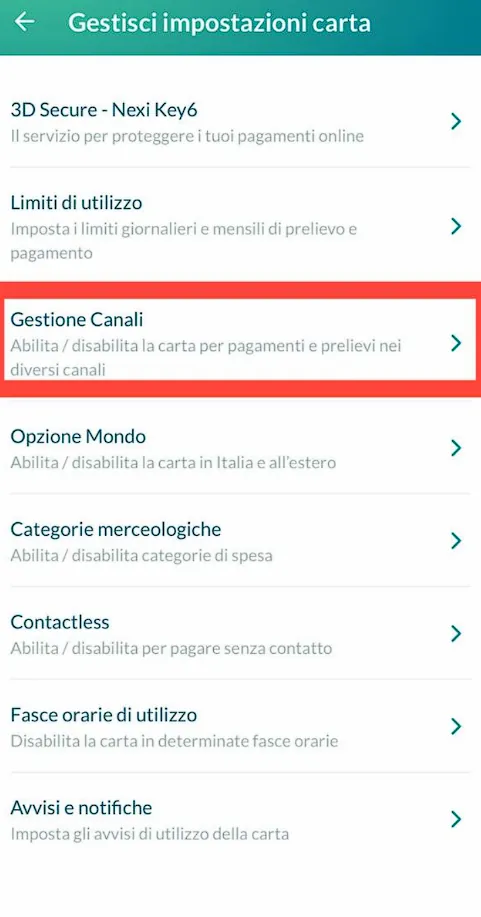 Gestisci impostazioni carta
3D Secure - Nexi Key6
Il servizio per proteggere i tuoi pagamenti online
Limiti di utilizzo
Imposta i limiti giornalieri e mensili di prelievo e
pagamento
Gestione Canali
Abilita / disabilita la carta per pagamenti e prelievi nei
diversi canali
Opzione Mondo
Abilita / disabilita la carta in Italia e all'estero
Categorie merceologiche
Abilita / disabilita categorie di spesa
Contactless
Abilita / disabilita per pagare senza contatto
Fasce orarie di utilizzo
Disabilita la carta in determinate fasce orarie
Avvisi e notifiche
Imposta gli avvisi di utilizzo della carta